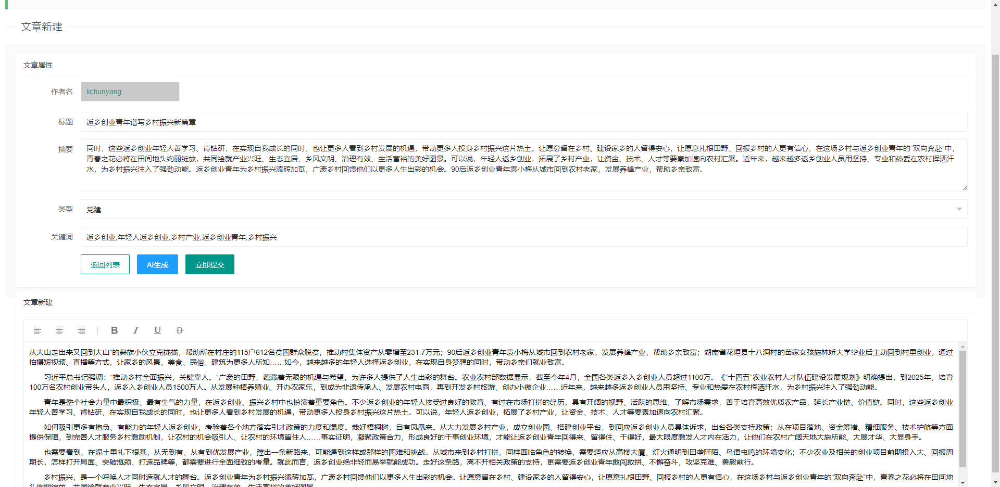 文章新建
文章属性
作者名
lichunyang
标题
返乡创业青年谱写乡村振兴新篇章
摘要
同时，这些返乡创业年轻人善学习、肯钻研，在实现自我成长的同时，也让更多人看到乡村发展的机遇，带动更多人投身乡村振兴这片热土。让愿意留在乡村、建设家乡的人留得安心，让愿意扎根田野、回报乡村的人更有信心，在这场乡村与返乡创业青年的“双向奔赴”中，
青春之花必将在田间地头绚丽绽放，共同绘就产业兴旺、生态宜居、乡风文明、治理有效、生活富裕的美好图景。可以说，年轻人返乡创业，拓展了乡村产业，让资金、技术、人才等要素加速向农村汇聚。近年来，越来越多返乡创业人员用坚持、专业和热爱在农村挥洒汗
水，为乡村振兴注入了强劲动能。返乡创业青年为乡村振兴添砖加瓦，广袤乡村回馈他们以更多人生出彩的机会。90后返乡创业青年袁小梅从城市回到农村老家，发展养蜂产业，帮助乡亲致富。
类型
党建
关键词
返乡创业,年轻人返乡创业,乡村产业,返乡创业青年,乡村振兴
返回列表
AI生成
立即提交
文章新建
B I U D
从大山走出来又回到大山”的彝族小伙立克拢拢，帮助所在村庄的115户612名贫困群众脱贫，推动村集体资产从零增至231.7万元；90后返乡创业青年袁小梅从城市回到农村老家，发展养蜂产业，帮助乡亲致富；湖南省花垣县十八洞村的苗家女孩施林娇大学毕业后主动回到村里创业，通过
拍摄短视频、直播等方式，让家乡的风景、美食、民俗、建筑为更多人所知……如今，越来越多的年轻人选择返乡创业，在实现自身梦想的同时，带动乡亲们就业致富。
习近平总书记强调：“推动乡村全面振兴，关键靠人。”广袤的田野，蕴藏着无限的机遇与希望，为许多人提供了人生出彩的舞台。农业农村部数据显示，截至今年4月，全国各类返乡入乡创业人员超过1100万。《“十四五”农业农村人才队伍建设发展规划》明确提出，到2025年，培育
100万名农村创业带头人，返乡入乡创业人员1500万人。从发展种植养殖业、开办农家乐，到成为非遗传承人、发展农村电商，再到开发乡村旅游、创办小微企业……近年来，越来越多返乡创业人员用坚持、专业和热爱在农村挥洒汗水，为乡村振兴注入了强劲动能。
青年是整个社会力量中最积极、最有生气的力量，在返乡创业、振兴乡村中也扮演着重要角色。不少返乡创业的年轻人接受过良好的教育、有过在市场打拼的经历，具有开阔的视野、活跃的思维，了解市场需求，善于培育高效优质农产品，延长产业链、价值链。同时，这些返乡创业
年轻人善学习、肯钻研，在实现自我成长的同时，也让更多人看到乡村发展的机遇，带动更多人投身乡村振兴这片热土。可以说，年轻人返乡创业，拓展了乡村产业，让资金、技术、人才等要素加速向农村汇聚。
如何吸引更多有抱负、有能力的年轻人返乡创业，考验着各个地方落实引才政策的力度和温度。栽好梧桐树，自有凤凰来。从大力发展乡村产业，成立创业园、搭建创业平台，到回应返乡创业人员具体诉求，出台各类支持政策；从在项目落地、资金筹措、精细服务、技术护航等方面
提供保障，到完善人才服务乡村激励机制，让农村的机会吸引人、让农村的环境留住人……事实证明，凝聚政策合力，形成良好的干事创业环境，才能让返乡创业青年回得来、留得住、干得好，最大限度激发人才内在活力，让他们在农村广阔天地大施所能、大展才华、大显身手。
也需要看到，在泥土里扎下根基，从无到有、从有到优发展产业，蹚出一条新路来，可能遇到这样或那样的困难和挑战。从城市来到乡村打拼，同样面临角色的转换，需要适应从高楼大厦、灯火通明到田垄阡陌、鸟语虫鸣的环境变化；不少农业及相关的创业项目前期投入大、回报周
期长，怎样打开局面、突破瓶颈、打造品牌等，都需要进行全面细致的考量。就此而言，返乡创业绝非轻而易举就能成功。走好这条路，离不开相关政策的支持，更需要返乡创业青年敢闯敢拼、不懈奋斗，攻坚克难、勇毅前行。
乡村振兴，是一个呼唤人才同时造就人才的舞台。返乡创业青年为乡村振兴添砖加瓦，广袤乡村回馈他们以更多人生出彩的机会。让愿意留在乡村、建设家乡的人留得安心，让愿意扎根田野、回报乡村的人更有信心，在这场乡村与返乡创业青年的“双向奔赴”中，青春之花必将在田间地
头绚丽绽放，共同绘就产业兴旺、生态宜居、乡风文明、治理有效、生活富裕的美好图景。